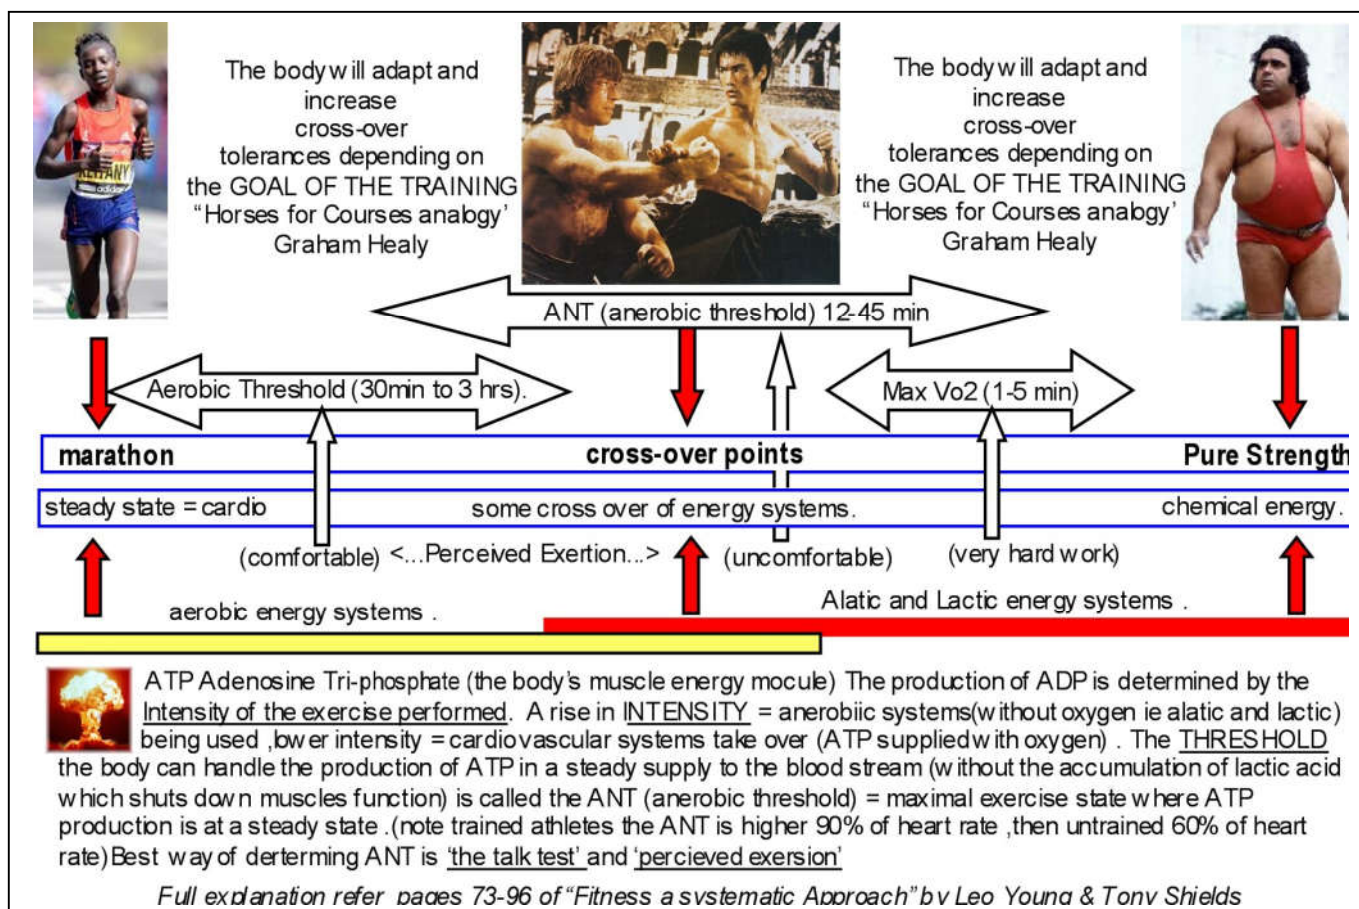 The body will adapt and
increase
cross-over
tolerances depending on
the GOAL OF THE TRAINING
“Horses for Courses analogy’
Graham Healy
The body will adapt and
increase
cross-over
tolerances depending on
the GOAL OF THE TRAINING
“Horses for Courses analogy’
Graham Healy
ANT (anerobic threshold) 12-45 min
Aerobic Threshold (30min to 3 hrs).
Max Vo2 (1-5 min)
marathon
cross-over points
Pure Strength
steady state = cardio
some cross over of energy systems.
chemical energy.
(comfortable) <...Perceived Exertion...> (uncomfortable) (very hard work)
aerobic energy systems .
Alatic and Lactic energy systems .
ATP Adenosine Tri-phosphate (the body’s muscle energy mocule) The production of ADP is determined by the
Intensity of the exercise performed. A rise in INTENSITY = anerobiic systems(without oxygen ie alatic and lactic)
being used ,lower intensity = cardiovascular systems take over (ATP supplied with oxygen) . The THRESHOLD
the body can handle the production of ATP in a steady supply to the blood stream (without the accumulation of lactic acid
which shuts down muscles function) is called the ANT (anerobic threshold) = maximal exercise state where ATP
production is at a steady state .(note trained athletes the ANT is higher 90% of heart rate ,then untrained 60% of heart
rate) Best way of derterming ANT is ‘the talk test’ and ‘percieved exersion’
Full explanation refer pages 73-96 of “Fitness a systematic Approach” by Leo Young & Tony Shields